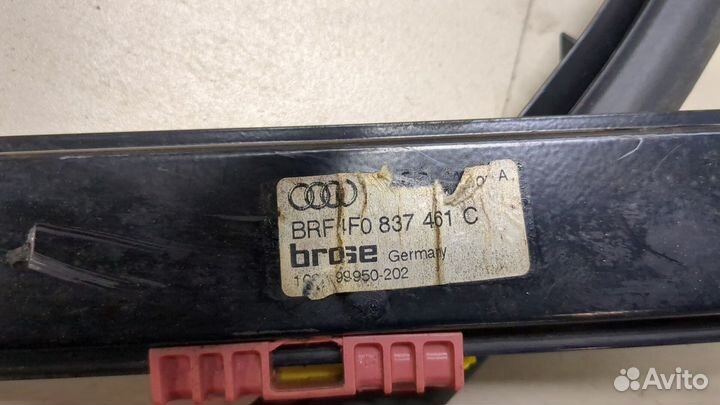 BRF 4F0 837 461 C
brose Germany
99950-202
Avito